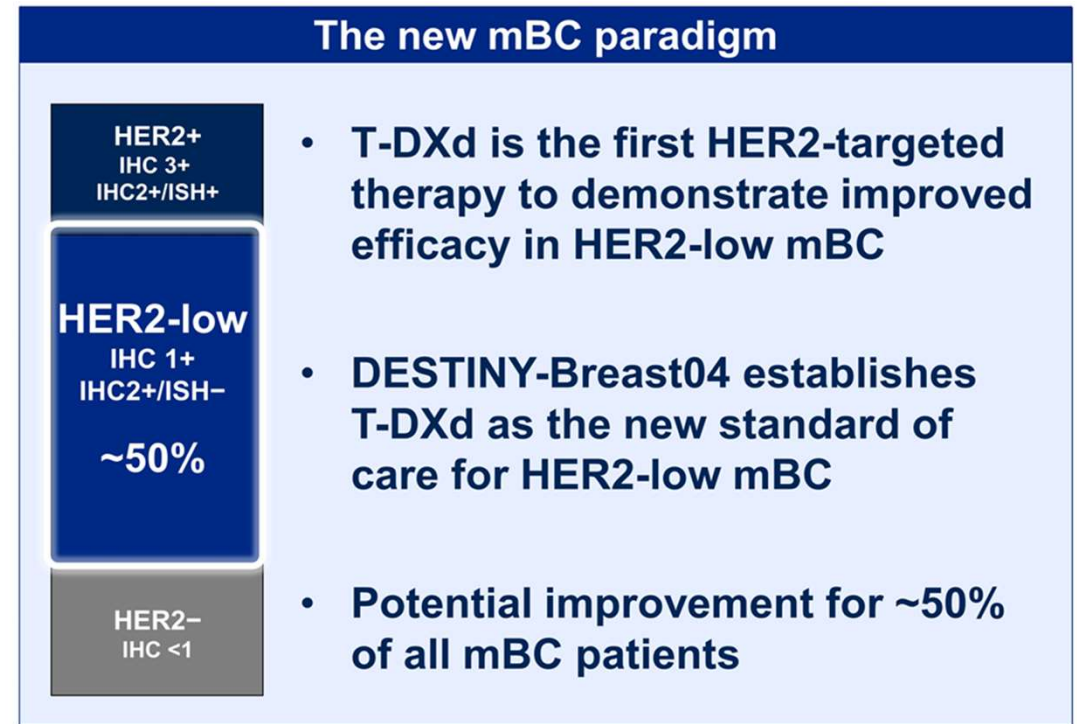 The new mBC paradigm
HER2+
IHC 3+
IHC2+/ISH+
HER2-low
IHC 1+
IHC2+/ISH−
~50%
HER2−
IHC <1
• T-DXd is the first HER2-targeted
therapy to demonstrate improved
efficacy in HER2-low mBC
• DESTINY-Breast04 establishes
T-DXd as the new standard of
care for HER2-low mBC
• Potential improvement for ~50%
of all mBC patients